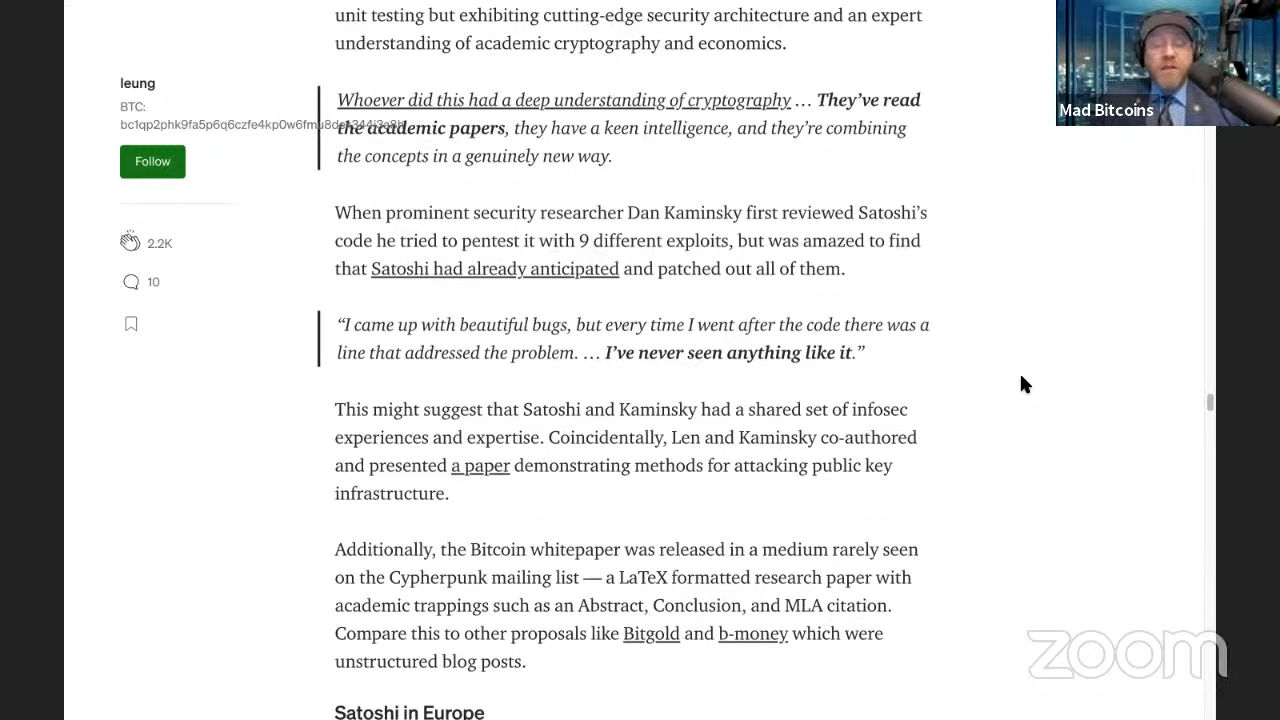 unit testing but exhibiting cutting-edge security architecture and an expert
understanding of academic cryptography and economics.
leung
BTC:
Follow
2.2K
10
Whoever did this had a deep understanding of cryptography … They’ve read
the academic papers, they have a keen intelligence, and they’re combining
the concepts in a genuinely new way.
When prominent security researcher Dan Kaminsky first reviewed Satoshi’s
code he tried to pentest it with 9 different exploits, but was amazed to find
that Satoshi had already anticipated and patched out all of them.
“I came up with beautiful bugs, but every time I went after the code there was a
line that addressed the problem. … I’ve never seen anything like it.”
This might suggest that Satoshi and Kaminsky had a shared set of infosec
experiences and expertise. Coincidentally, Len and Kaminsky co-authored
and presented a paper demonstrating methods for attacking public key
infrastructure.
Additionally, the Bitcoin whitepaper was released in a medium rarely seen
on the Cypherpunk mailing list — a LaTeX formatted research paper with
academic trappings such as an Abstract, Conclusion, and MLA citation.
Compare this to other proposals like Bitgold and b-money which were
unstructured blog posts.
Satoshi in Europe
Mad Bitcoins
zoom